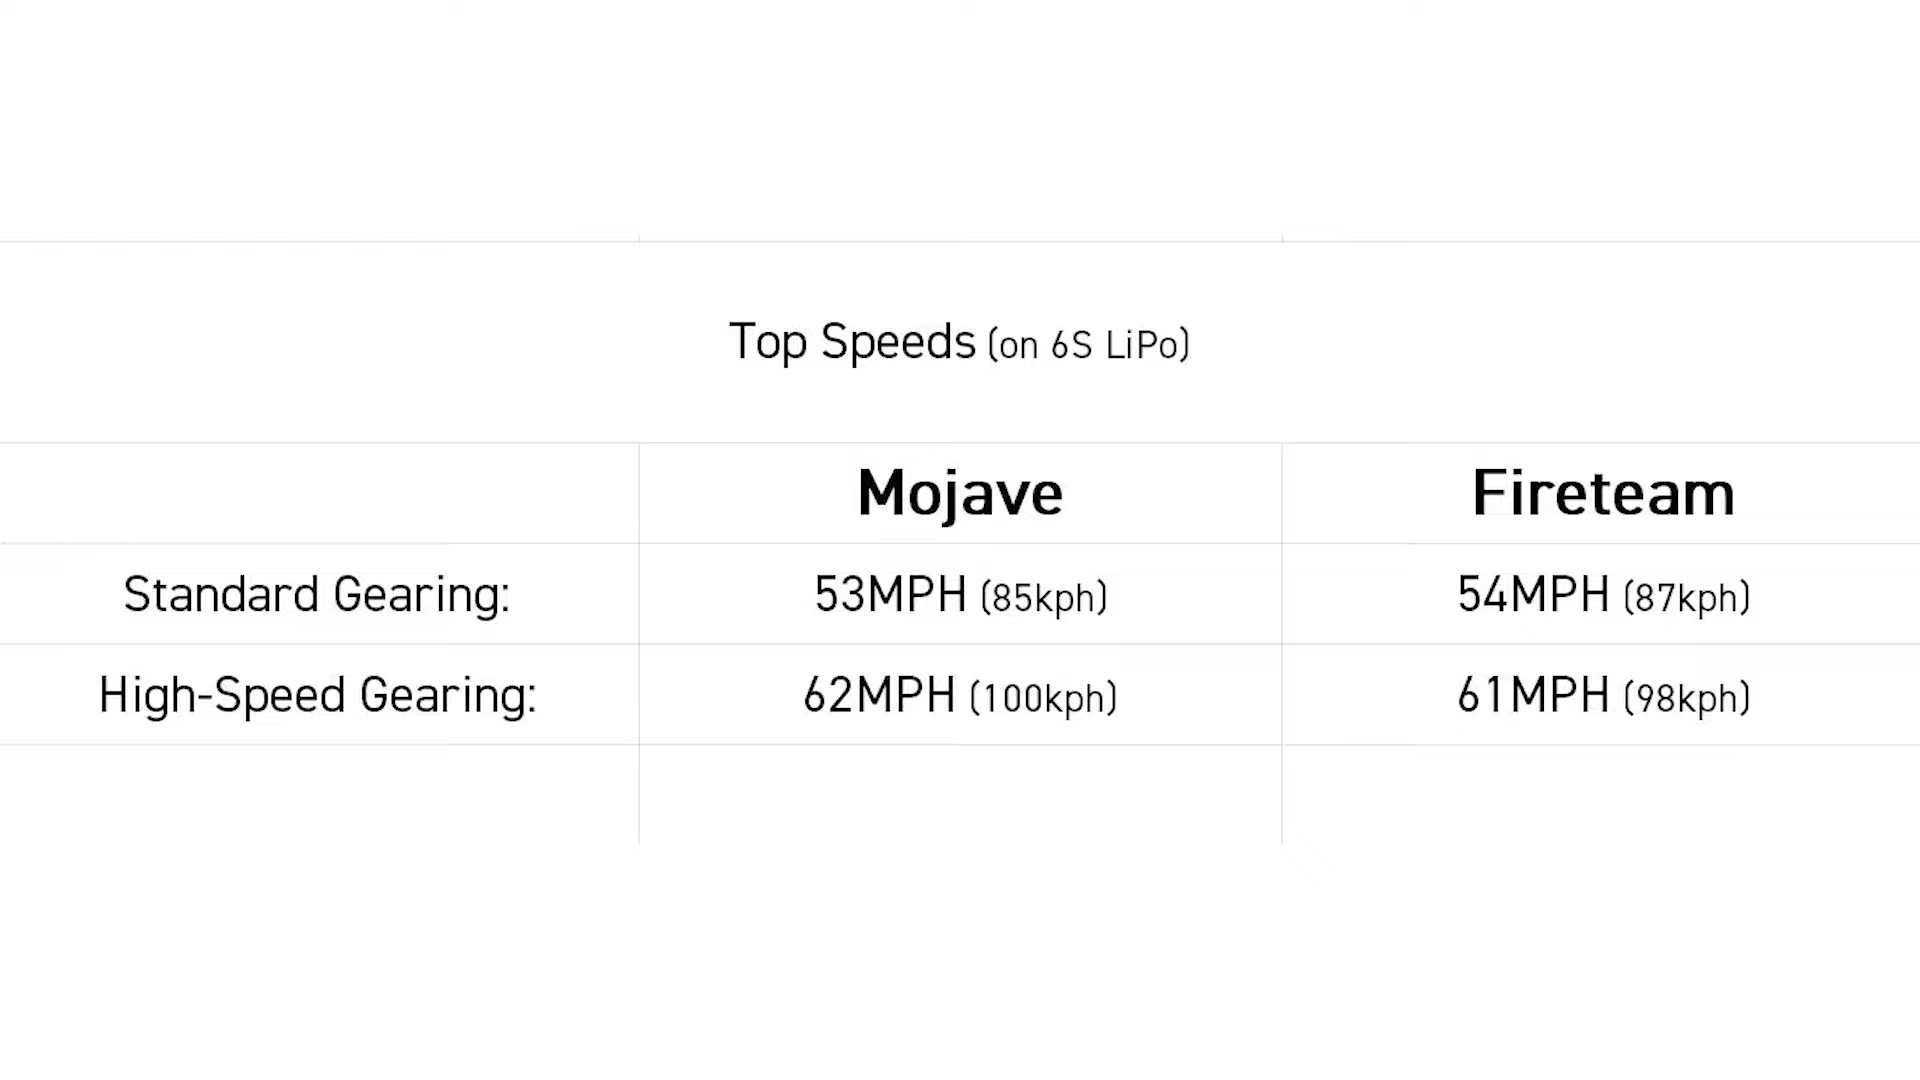 Top Speeds (on 6S LiPo)
Mojave Fireteam
Standard Gearing: 53MPH (85kph) 54MPH (87kph)
High-Speed Gearing: 62MPH (100kph) 61MPH (98kph)